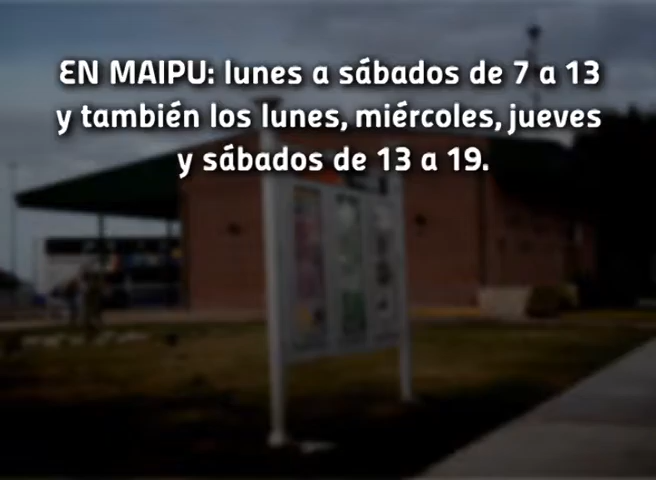 EN MAIPU: lunes a sábados de 7 a 13
y también los lunes, miércoles, jueves
y sábados de 13 a 19.